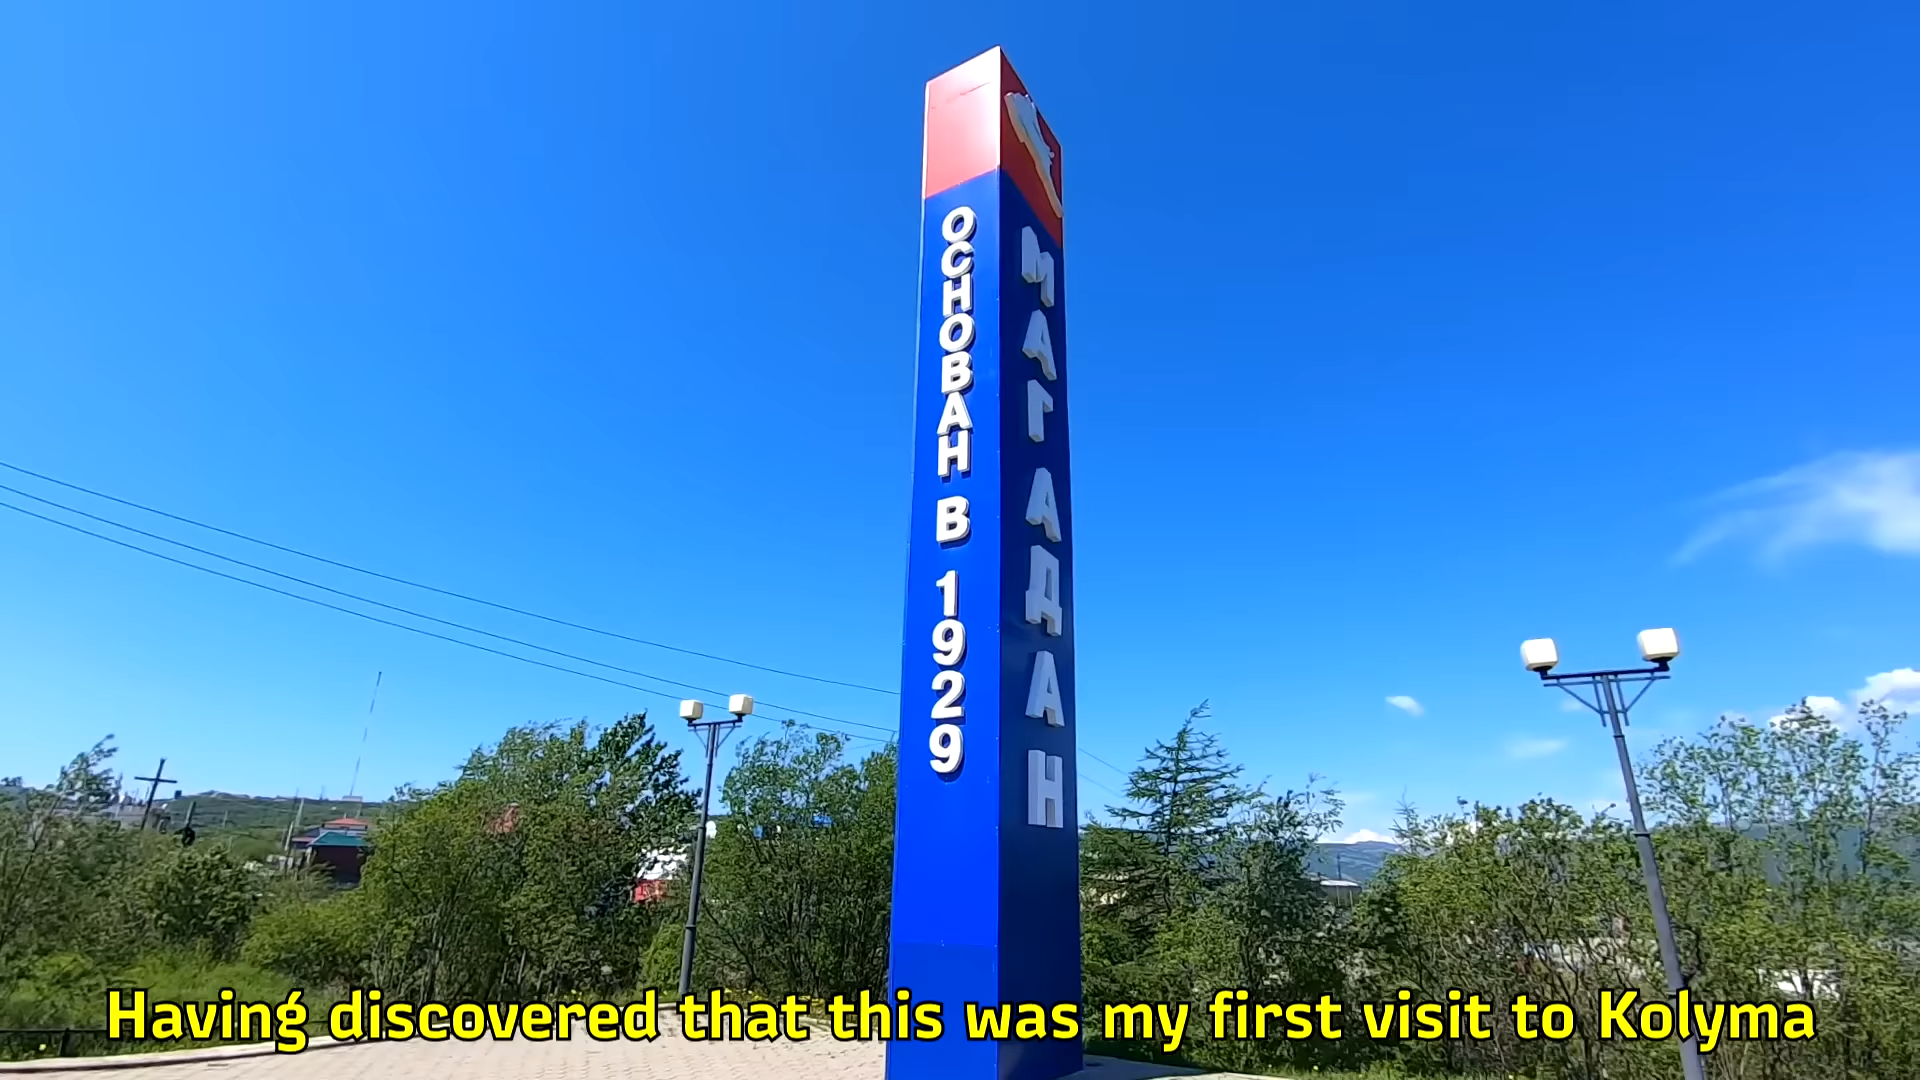 ОСНОВАН В 1929
МАГАДАН
Having discovered that this was my first visit to Kolyma